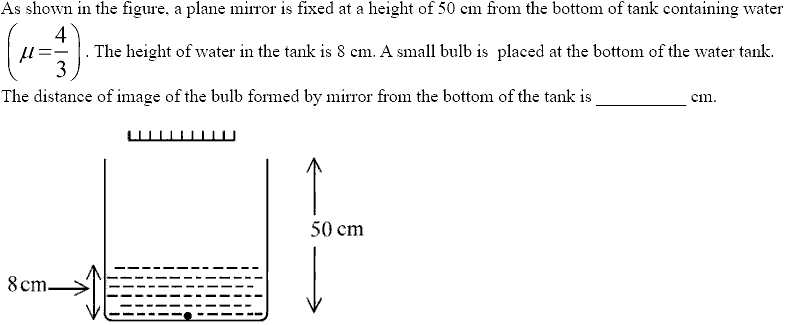 As shown in the figure, a plane mirror is fixed at a height of 50 cm from the bottom of tank containing water
(μ = 4/3). The height of water in the tank is 8 cm. A small bulb is placed at the bottom of the water tank.
The distance of image of the bulb formed by mirror from the bottom of the tank is __________ cm.
50 cm
8 cm